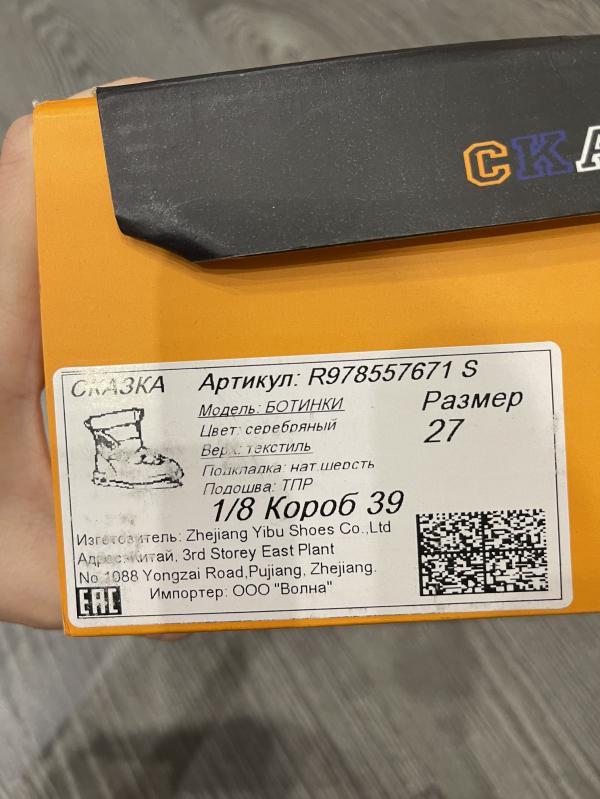 СКА
СКАЗКА Артикул: R978557671 S
Модель: БОТИНКИ
Размер
Цвет: серебряный
27
Верх: текстиль
Подкладка: нат.шерсть
Подошва: ТПР
1/8 Короб 39
Изготовитель: Zhejiang Yibu Shoes Co.,Ltd
Адрес: Китай, 3rd Storey East Plant
No.1088 Yongzai Road,Pujiang, Zhejiang.
EAC Импортер: ООО "Волна"